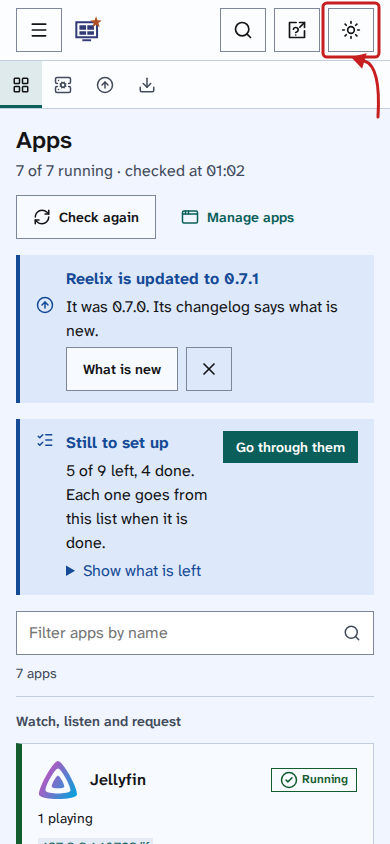 Apps
7 of 7 running · checked at 01:02
Check again
Manage apps
Reelix is updated to 0.7.1
It was 0.7.0. Its changelog says what is
new.
What is new
Still to set up
Go through them
5 of 9 left, 4 done.
Each one goes from
this list when it is
done.
Show what is left
Filter apps by name
7 apps
Watch, listen and request
Jellyfin
Running
1 playing